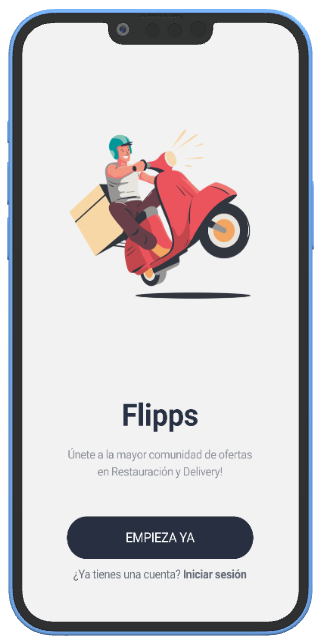 Flipps
Únete a la mayor comunidad de ofertas
en Restauración y Delivery!
EMPIEZA YA
¿Ya tienes una cuenta? Iniciar sesión